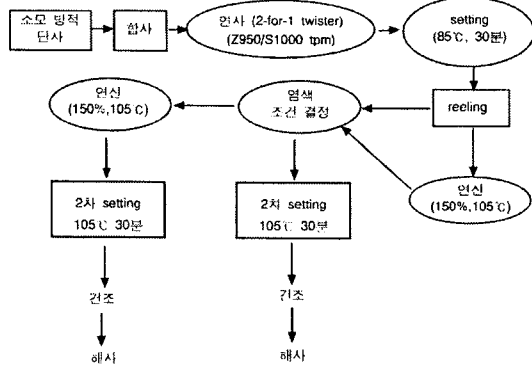 소모 방적
단사
합사
연사 (2-for-1 twister)
(Z950/S1000 tpm)
setting
(85℃, 30분)
reeling
염색
조건 결정
연신
(150%,105℃)
연신
(150%,105℃)
2차 setting
105℃ 30분
2차 setting
105℃ 30분
건조
건조
해사
해사